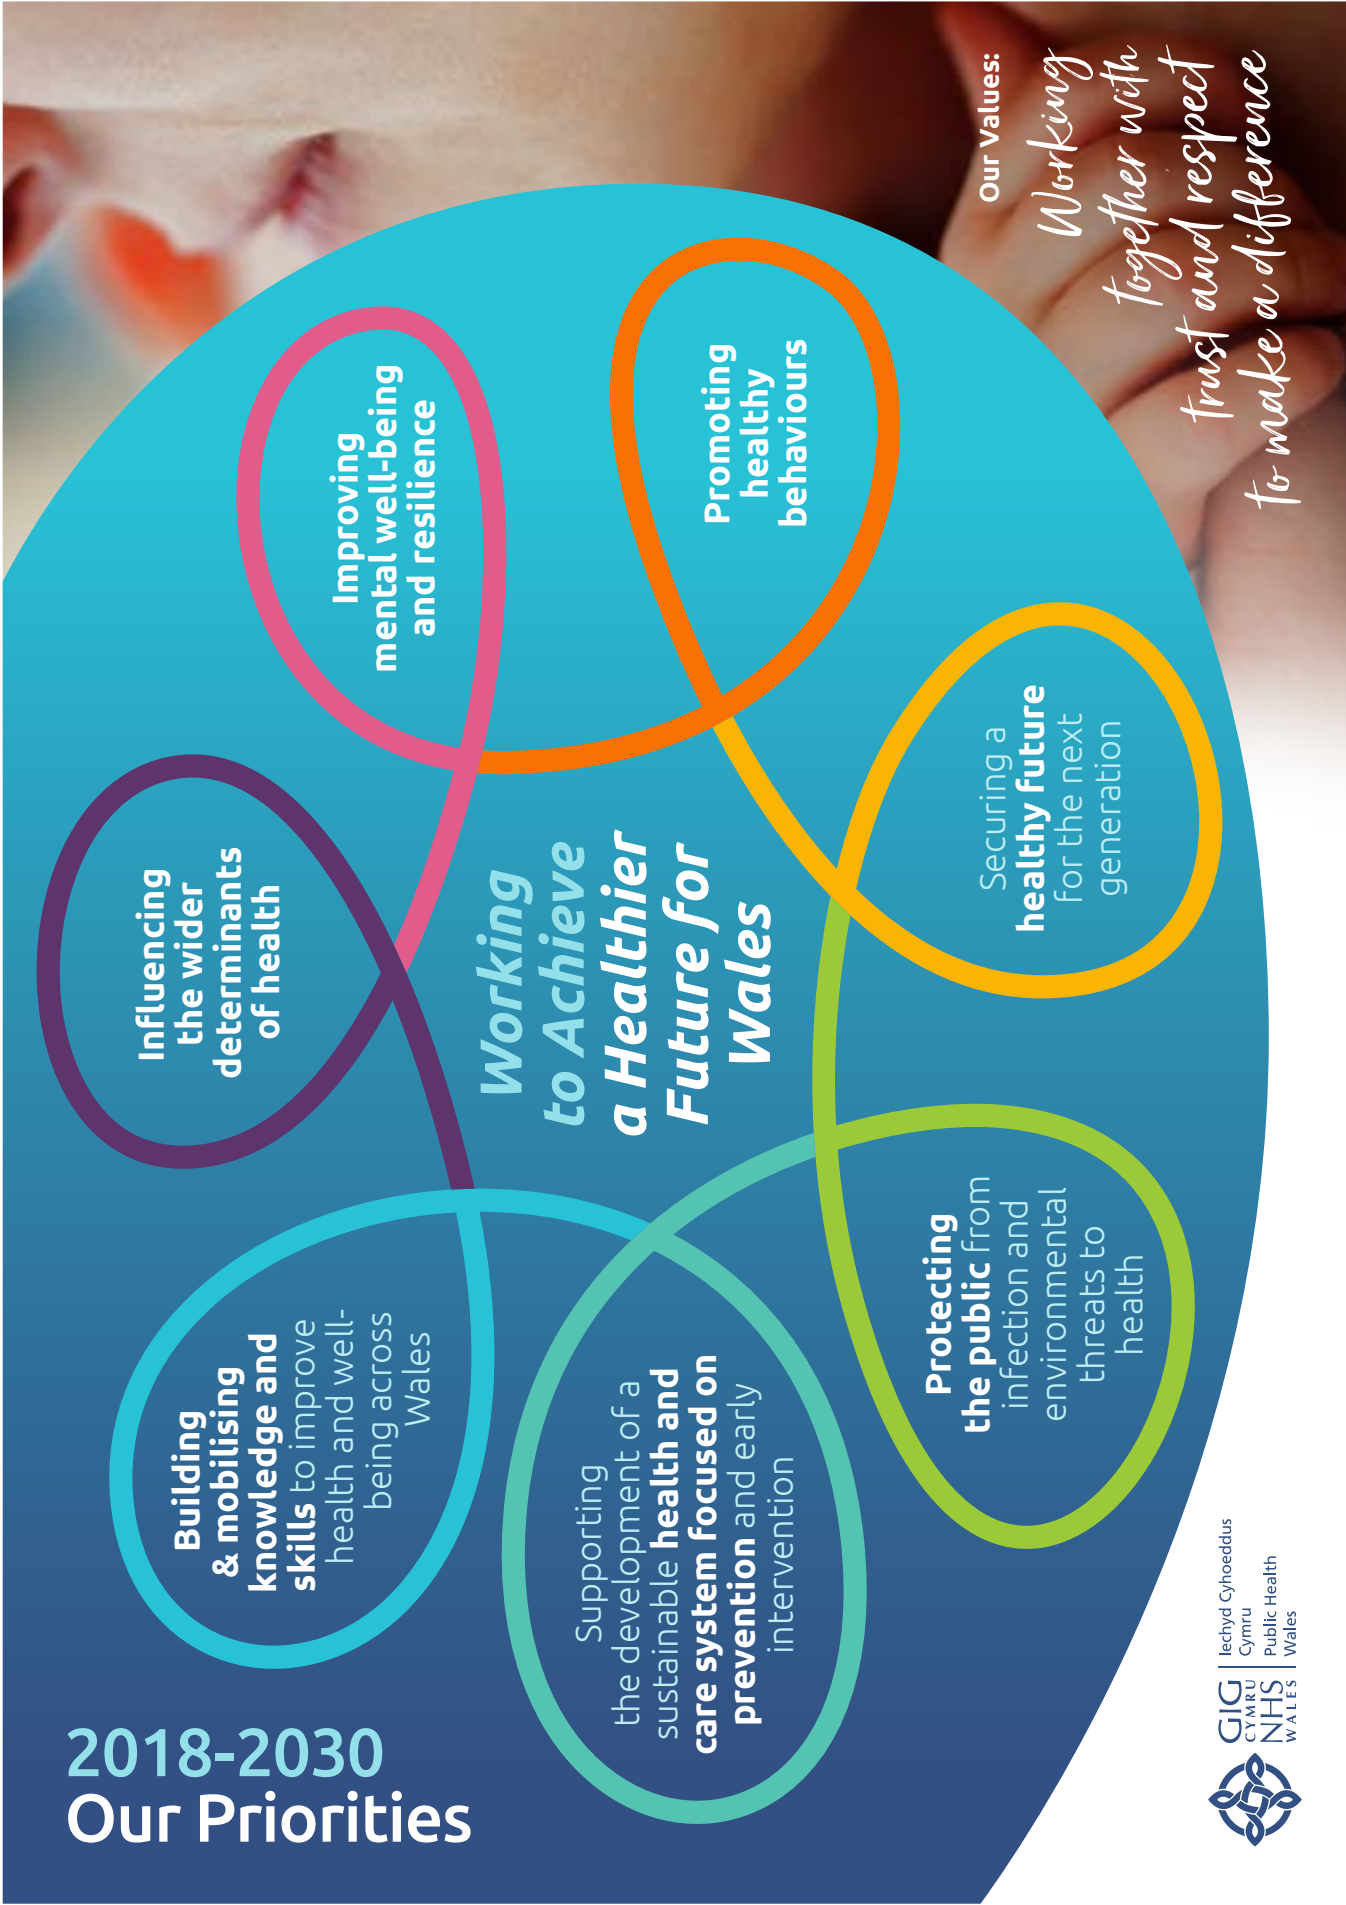 2018-2030
Our Priorities
Working
to Achieve
a Healthier
Future for
Wales
Influencing
the wider
determinants
of health
Improving
mental well-being
and resilience
Promoting
healthy
behaviours
Securing a
healthy future
for the next
generation
Protecting
the public from
infection and
environmental
threats to
health
Supporting
the development of a
sustainable health and
care system focused on
prevention and early
intervention
Building
& mobilising
knowledge and
skills to improve
health and well-
being across
Wales
Our Values:
Working
together with
trust and respect
to make a difference
GIG
CYMRU
NHS
WALES
Iechyd Cyhoeddus
Cymru
Public Health
Wales